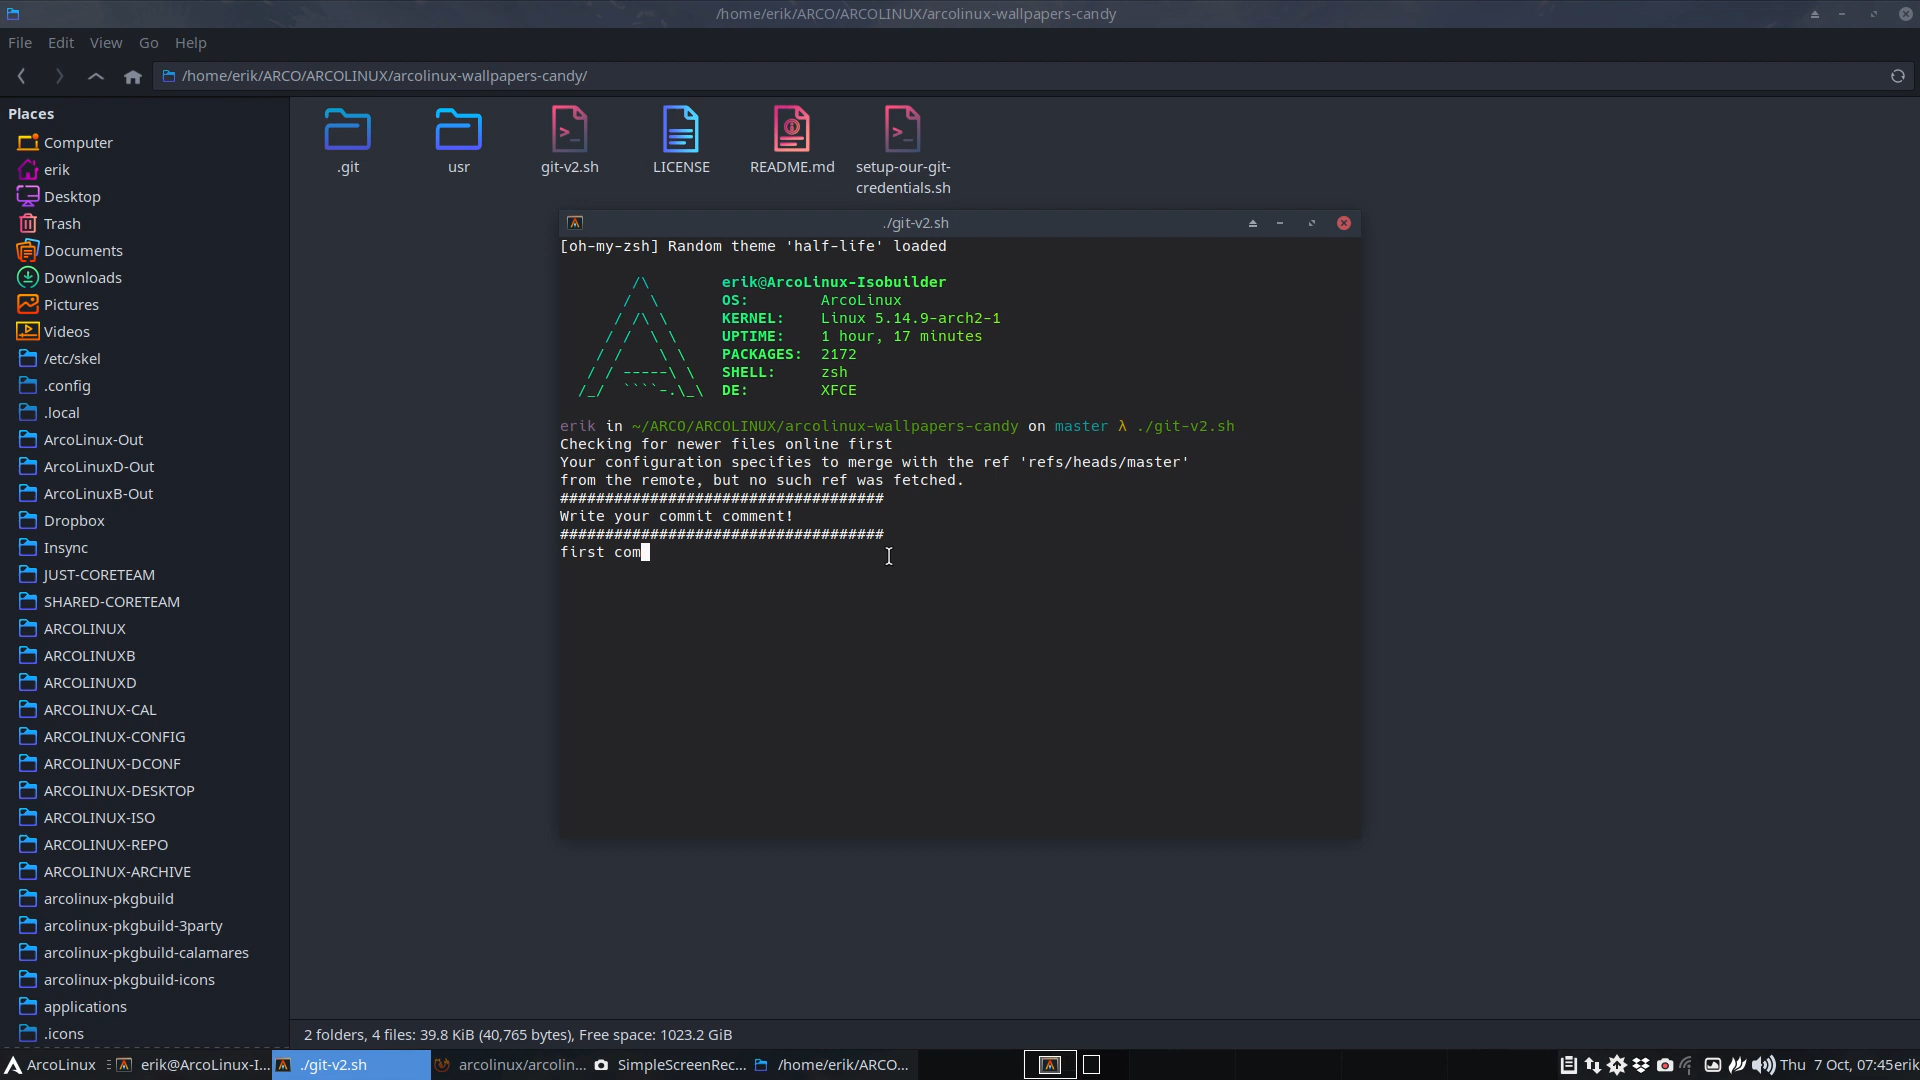 /home/erik/ARCO/ARCOLINUX/arcolinux-wallpapers-candy
File Edit View Go Help
/home/erik/ARCO/ARCOLINUX/arcolinux-wallpapers-candy/
Places
Computer
erik
Desktop
Trash
Documents
Downloads
Pictures
Videos
/etc/skel
.config
.local
ArcoLinux-Out
ArcoLinuxD-Out
ArcoLinuxB-Out
Dropbox
Insync
JUST-CORETEAM
SHARED-CORETEAM
ARCOLINUX
ARCOLINUXB
ARCOLINUXD
ARCOLINUX-CAL
ARCOLINUX-CONFIG
ARCOLINUX-DCONF
ARCOLINUX-DESKTOP
ARCOLINUX-ISO
ARCOLINUX-REPO
ARCOLINUX-ARCHIVE
arcolinux-pkgbuild
arcolinux-pkgbuild-3party
arcolinux-pkgbuild-calamares
arcolinux-pkgbuild-icons
applications
.icons
.git
usr
git-v2.sh
LICENSE
README.md
setup-our-git-
credentials.sh
./git-v2.sh
[oh-my-zsh] Random theme 'half-life' loaded
erik@ArcoLinux-Isobuilder
OS: ArcoLinux
KERNEL: Linux 5.14.9-arch2-1
UPTIME: 1 hour, 17 minutes
PACKAGES: 2172
SHELL: zsh
DE: XFCE
erik in ~/ARCO/ARCOLINUX/arcolinux-wallpapers-candy on master λ ./git-v2.sh
Checking for newer files online first
Your configuration specifies to merge with the ref 'refs/heads/master'
from the remote, but no such ref was fetched.
####################################
Write your commit comment!
####################################
first com
2 folders, 4 files: 39.8 KiB (40,765 bytes), Free space: 1023.2 GiB
ArcoLinux erik@ArcoLinux-I... ./git-v2.sh arcolinux/arcolin... SimpleScreenRec... /home/erik/ARCO... Thu 7 Oct, 07:45 erik